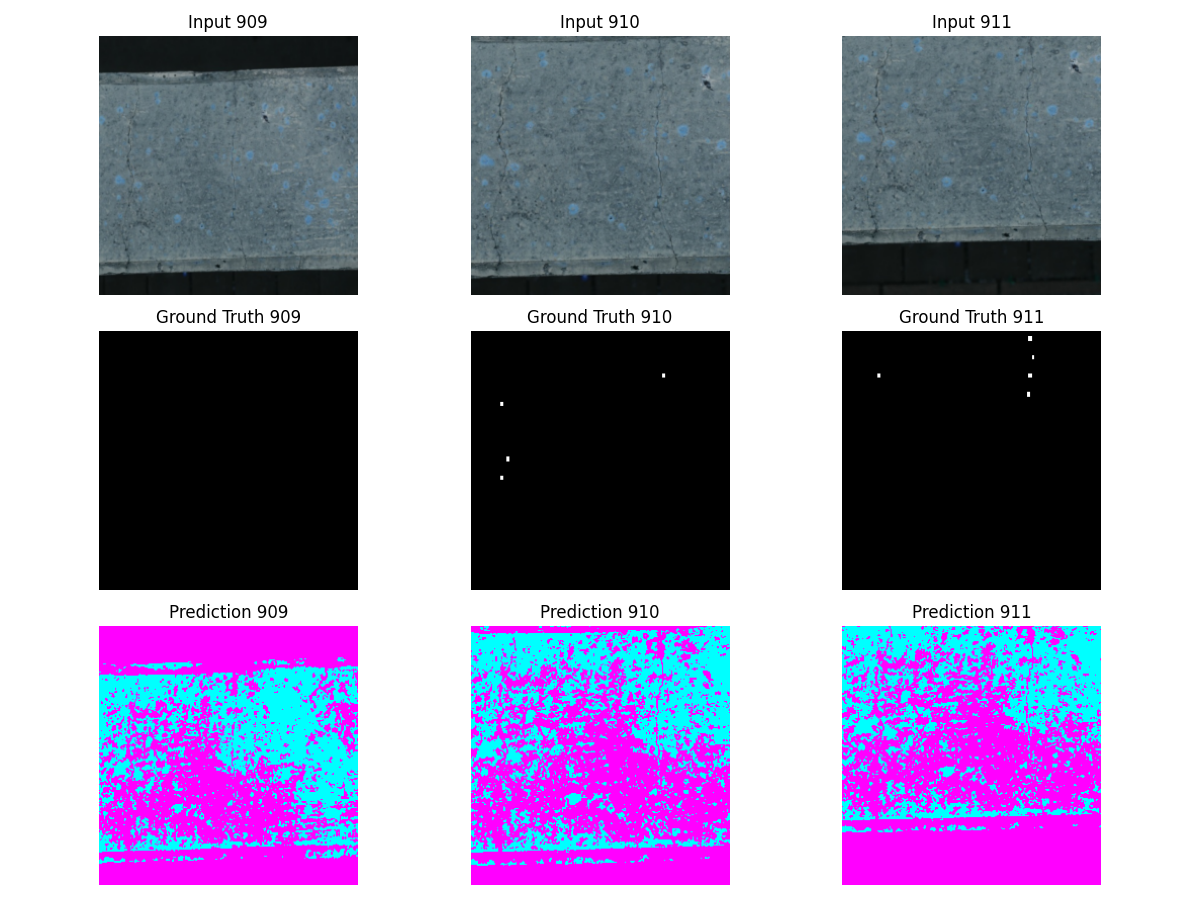 Input 909
Input 910
Input 911
Ground Truth 909
Ground Truth 910
Ground Truth 911
Prediction 909
Prediction 910
Prediction 911